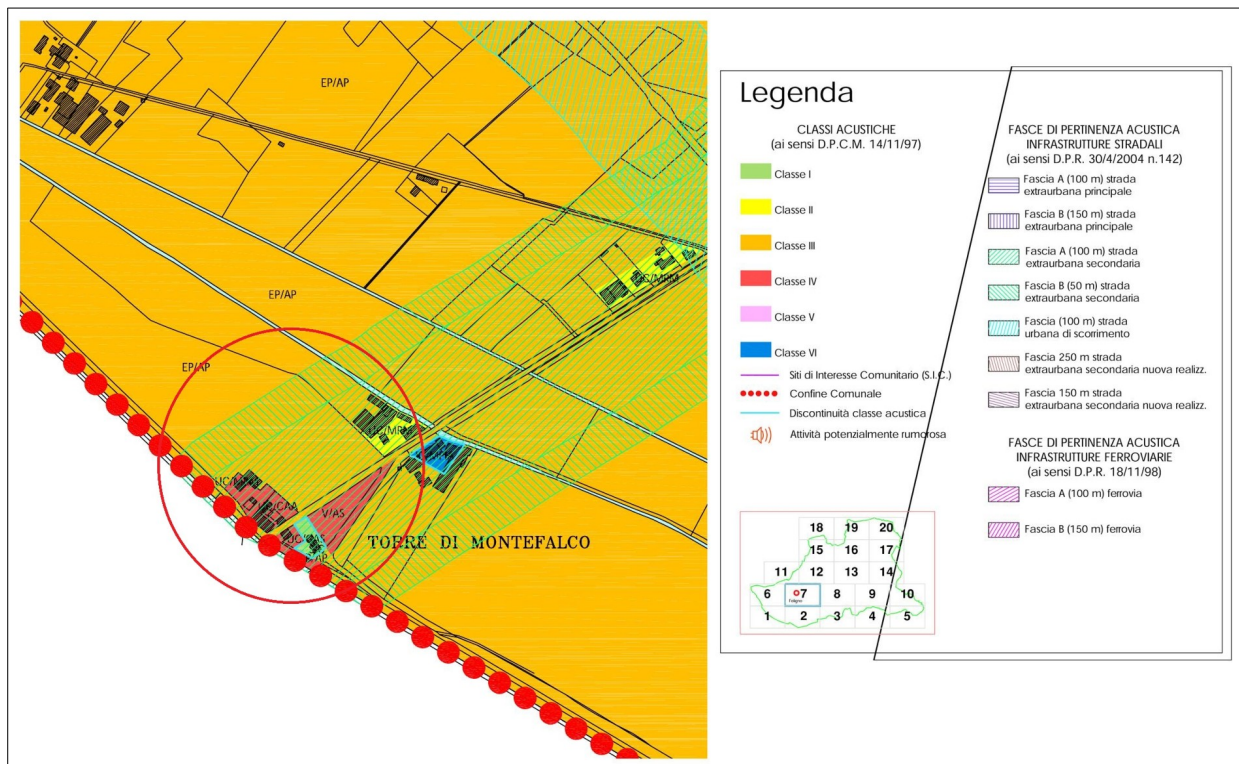 EP/AP
UC/MRM
EP/AP
EP/AP
UC/MRM
V/AS
TORRE DI MONTEFALCO
Legenda
CLASSI ACUSTICHE
(ai sensi D.P.C.M. 14/11/97)
Classe I
Classe II
Classe III
Classe IV
Classe V
Classe VI
Siti di Interesse Comunitario (S.I.C.)
Confine Comunale
Discontinuità classe acustica
Attività potenzialmente rumorosa
FASCE DI PERTINENZA ACUSTICA
INFRASTRUTTURE STRADALI
(ai sensi D.P.R. 30/4/2004 n.142)
Fascia A (100 m) strada
extraurbana principale
Fascia B (150 m) strada
extraurbana principale
Fascia A (100 m) strada
extraurbana secondaria
Fascia B (50 m) strada
extraurbana secondaria
Fascia (100 m) strada
urbana di scorrimento
Fascia 250 m strada
extraurbana secondaria nuova realizz.
Fascia 150 m strada
extraurbana secondaria nuova realizz.
FASCE DI PERTINENZA ACUSTICA
INFRASTRUTTURE FERROVIARIE
(ai sensi D.P.R. 18/11/98)
Fascia A (100 m) ferrovia
Fascia B (150 m) ferrovia
18 19 20
15 16 17
11 12 13 14
6 7 8 9 10
Foligno
1 2 3 4 5